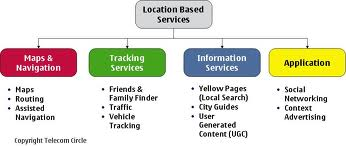 Location Based
Services
Maps &
Navigation
Tracking
Services
Information
Services
Application
• Maps
• Routing
• Assisted
Navigation
• Friends &
Family Finder
• Traffic
• Vehicle
Tracking
• Yellow Pages
(Local Search)
• City Guides
• User
Generated
Content (UGC)
• Social
Networking
• Context
Advertising
Copyright Telecom Circle